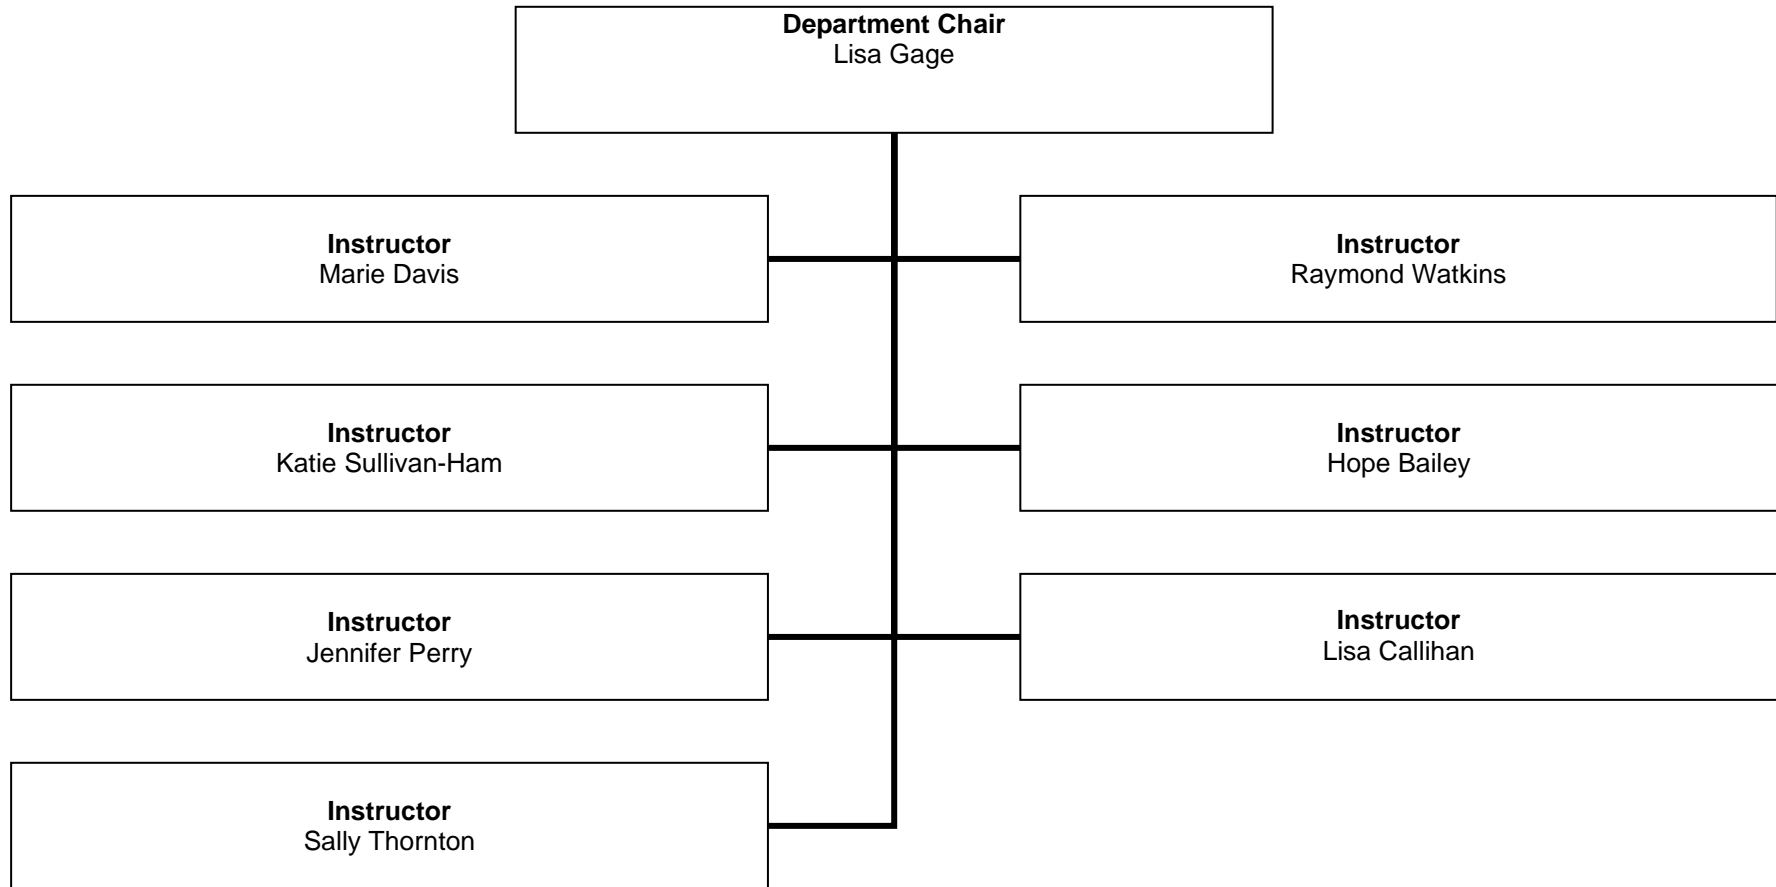 Department Chair
Lisa Gage
Instructor
Marie Davis
Instructor
Raymond Watkins
Instructor
Katie Sullivan-Ham
Instructor
Hope Bailey
Instructor
Jennifer Perry
Instructor
Lisa Callihan
Instructor
Sally Thornton